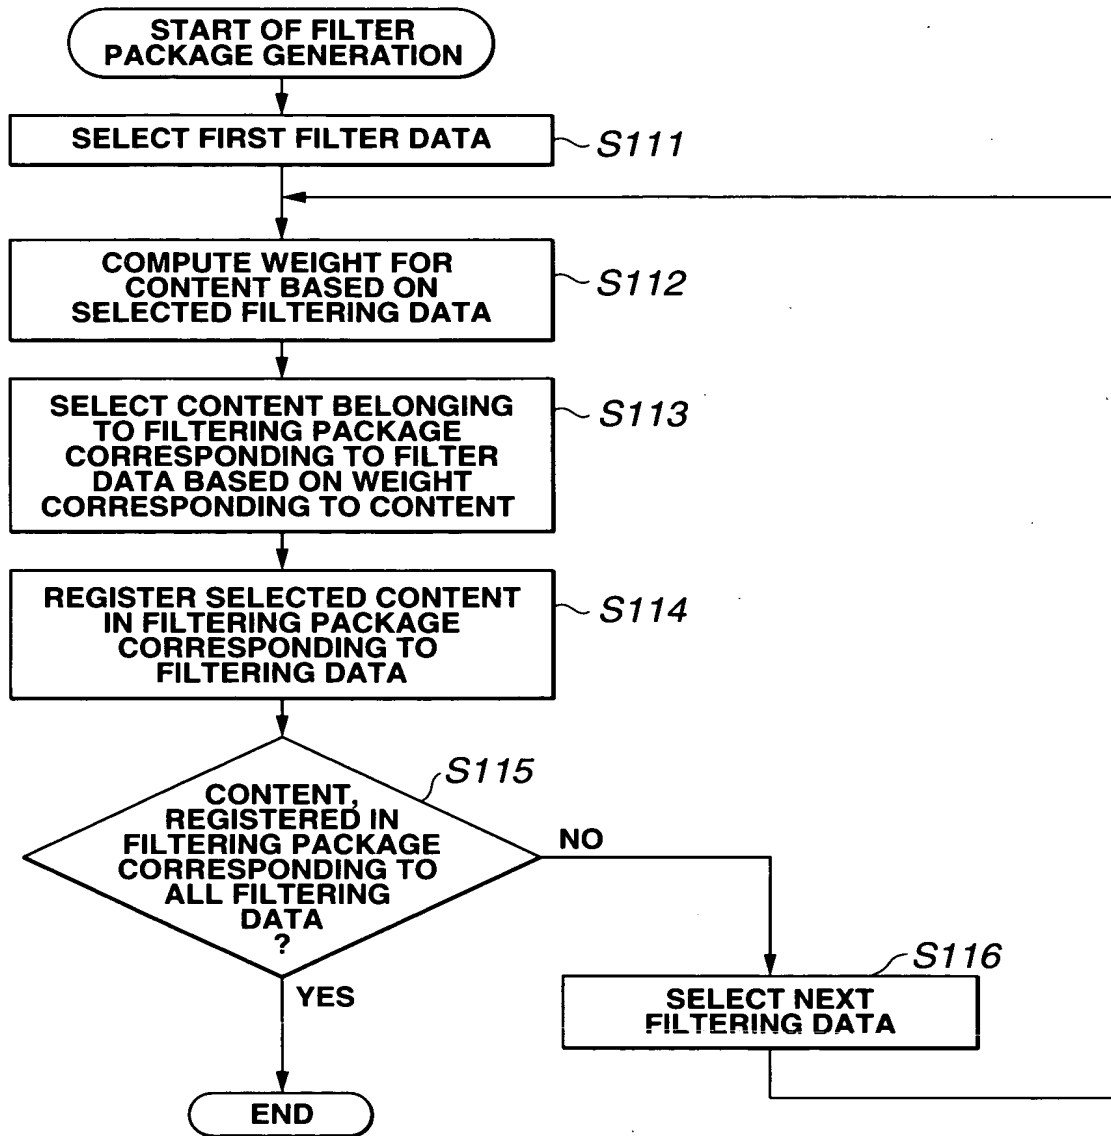 START OF FILTER
PACKAGE GENERATION
SELECT FIRST FILTER DATA
S111
COMPUTE WEIGHT FOR
CONTENT BASED ON
SELECTED FILTERING DATA
S112
SELECT CONTENT BELONGING
TO FILTERING PACKAGE
CORRESPONDING TO FILTER
DATA BASED ON WEIGHT
CORRESPONDING TO CONTENT
S113
REGISTER SELECTED CONTENT
IN FILTERING PACKAGE
CORRESPONDING TO
FILTERING DATA
S114
S115
CONTENT,
REGISTERED IN
FILTERING PACKAGE
CORRESPONDING TO
ALL FILTERING
DATA
?
NO
YES
S116
SELECT NEXT
FILTERING DATA
END